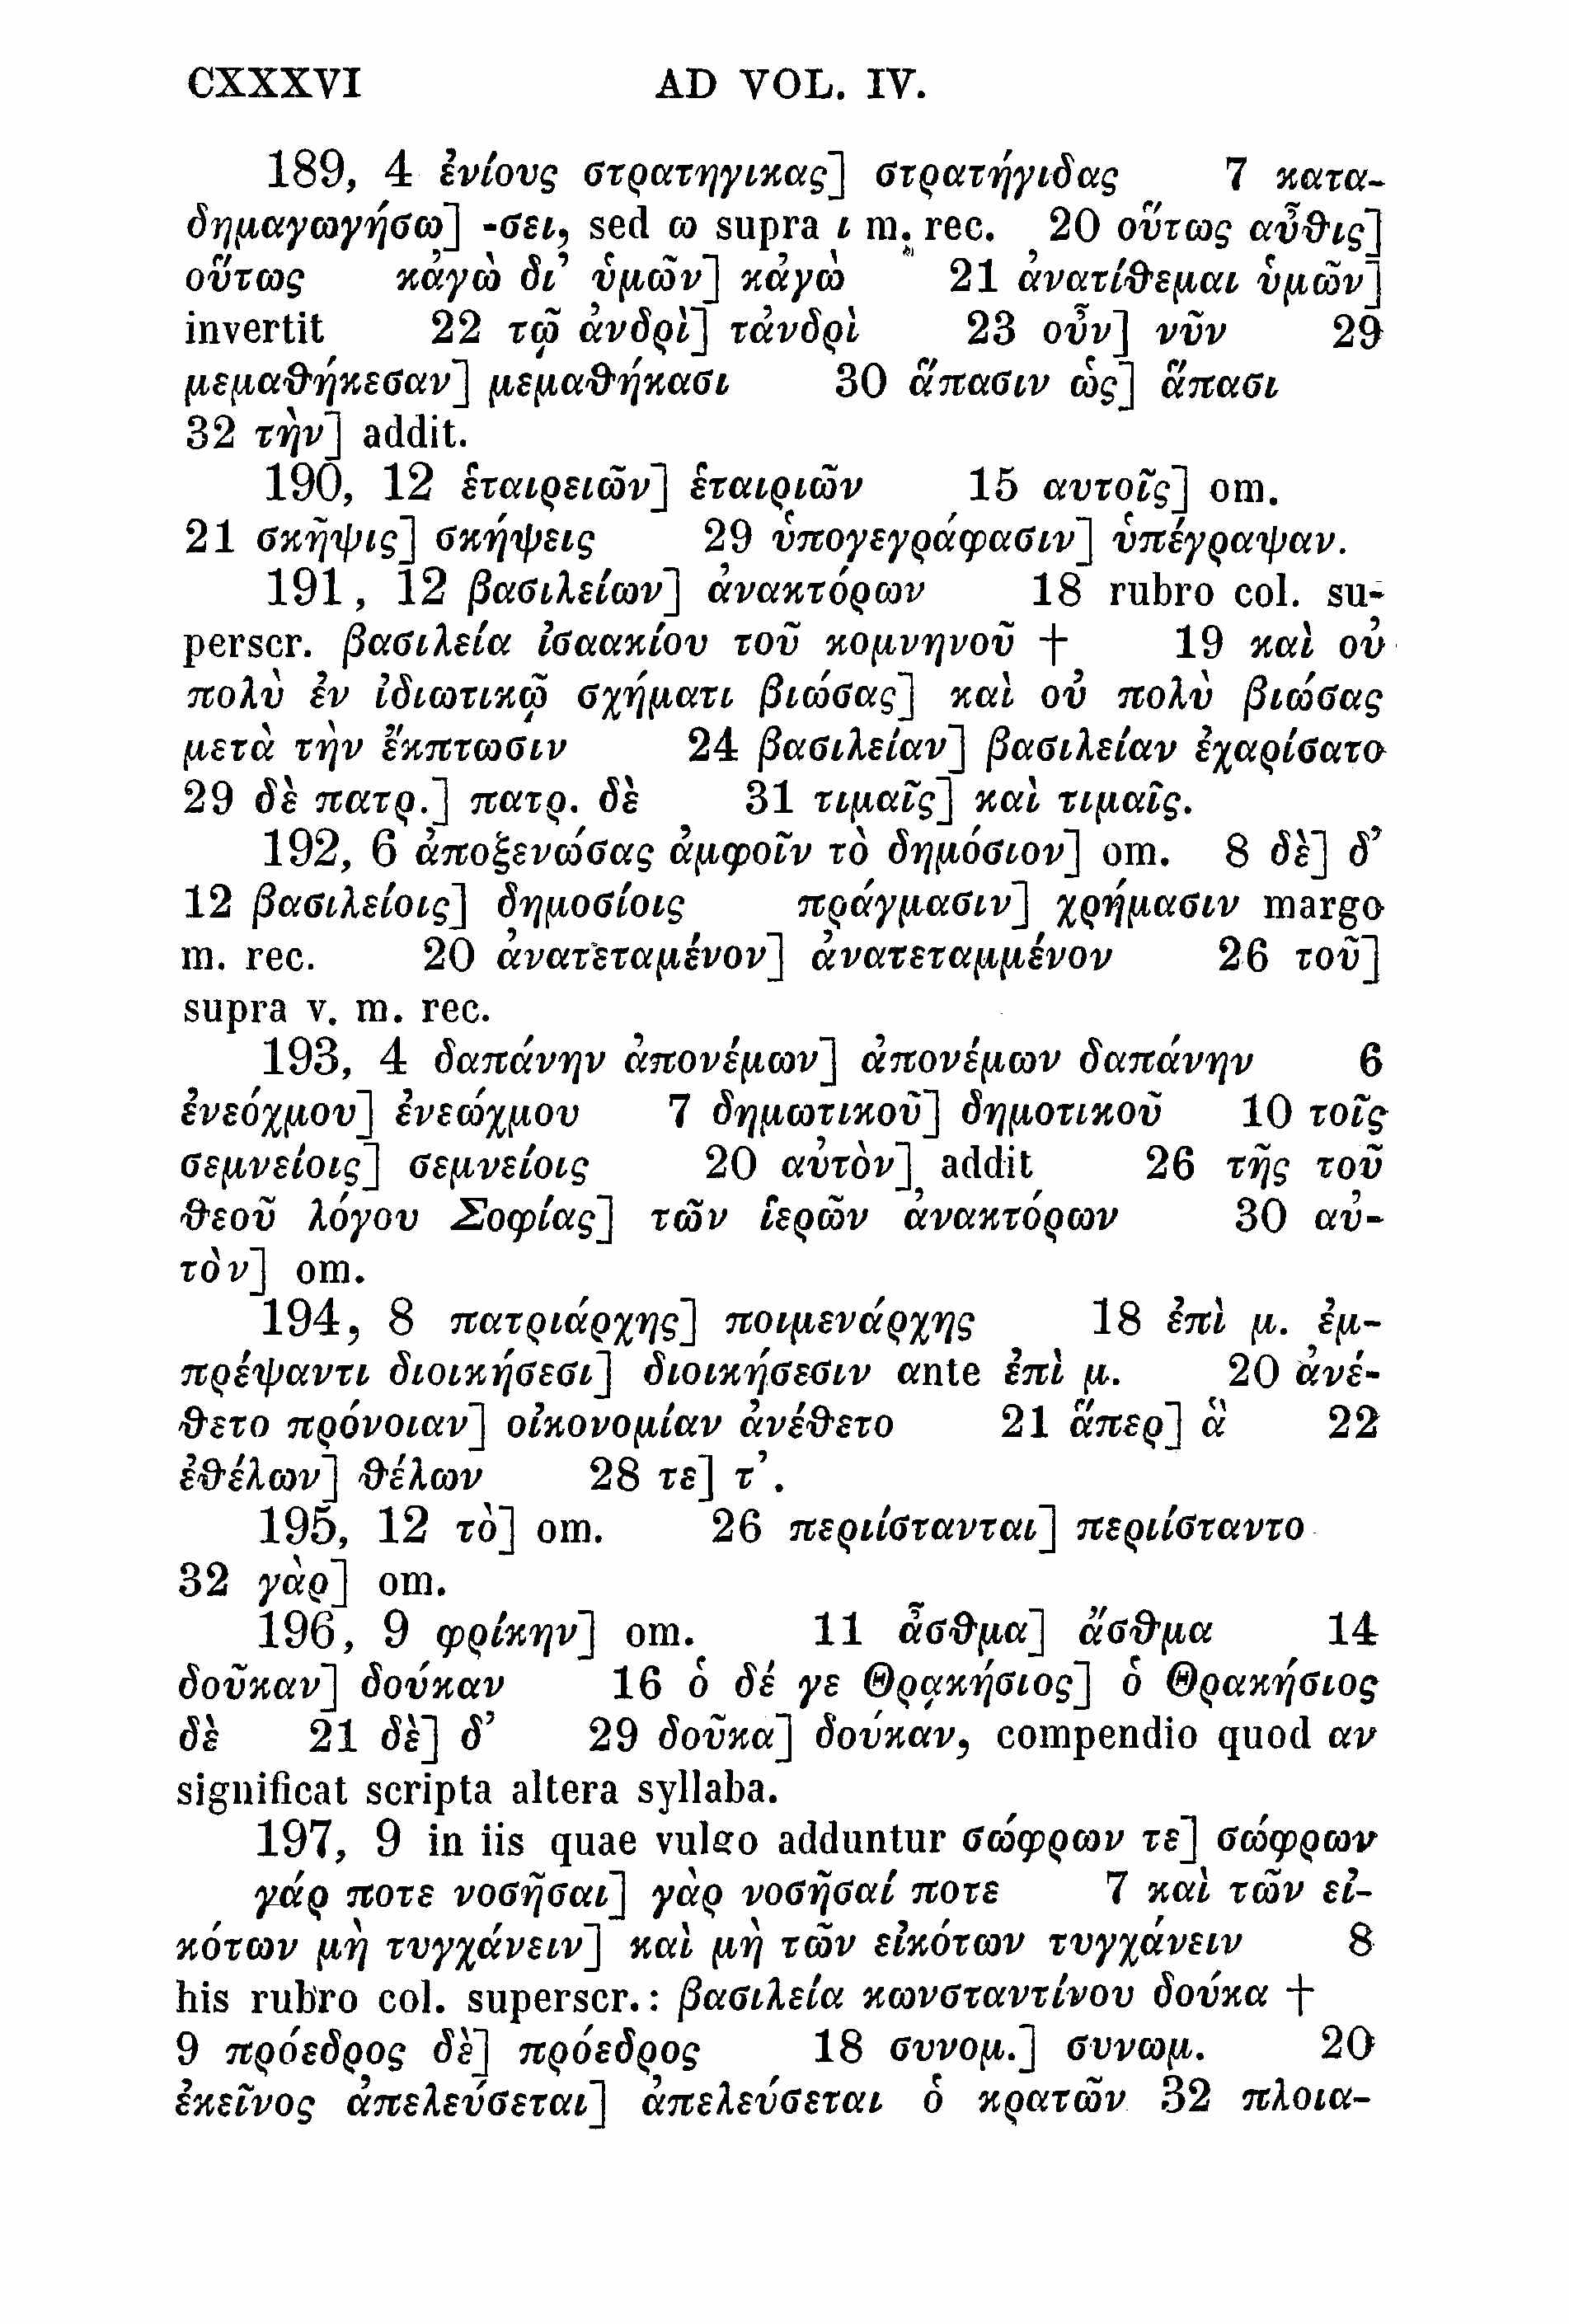 CXXXVI AD VOL. IV.
189, 4 ἐνίους στρατηγικας] στρατήγιδας 7 κατα-
δημαγωγήσω] -σει, sed ω supra ι m. rec. 20 οὕτως αὖϑις]
οὕτως κἀγὼ δι’ ὑμῶν] κἀγὼ 21 ἀνατίϑεμαι ὑμῶν]
invertit 22 τῷ ἀνδρὶ] τἀνδρὶ 23 οὖν] νῦν 29
μεμαϑήκεσαν] μεμαϑήκασι 30 ἅπασιν ὡς] ἅπασι
32 τὴν] addit.
190, 12 ἑταιρειῶν] ἑταιριῶν 15 αυτοῖς] om.
21 σκῆψις] σκήψεις 29 ὑπογεγράφασιν] ὑπέγραψαν.
191, 12 βασιλείων] ἀνακτόρων 18 rubro col. su-
perscr. βασιλεία ἰσαακίου τοῦ κομνηνοῦ † 19 καὶ οὐ
πολὺ ἐν ἰδιωτικῷ σχήματι βιώσας] καὶ οὐ πολὺ βιώσας
μετὰ τὴν ἔκπτωσιν 24 βασιλείαν] βασιλείαν ἐχαρίσατο
29 δὲ πατρ.] πατρ. δὲ 31 τιμαῖς] καὶ τιμαῖς.
192, 6 ἀποξενώσας ἀμφοῖν τὸ δημόσιον] om. 8 δὲ] δ’
12 βασιλείοις] δημοσίοις πράγμασιν] χρήμασιν margo
m. rec. 20 ἀνατεταμένον] ἀνατεταμμένον 26 τοῦ]
supra v. m. rec.
193, 4 δαπάνην ἀπονέμων] ἀπονέμων δαπάνην 6
ἐνεόχμου] ἐνεώχμου 7 δημωτικοῦ] δημοτικοῦ 10 τοῖς
σεμνείοις] σεμνείοις 20 αὐτὸν] addit 26 τῆς τοῦ
ϑεοῦ λόγου Σοφίας] τῶν ἱερῶν ἀνακτόρων 30 αὐ-
τὸν] om.
194, 8 πατριάρχης] ποιμενάρχης 18 ἐπὶ μ. ἐμ-
πρέψαντι διοικήσεσι] διοικήσεσιν ante ἐπὶ μ. 20 ἀνέ-
ϑετο πρόνοιαν] οἰκονομίαν ἀνέϑετο 21 ἅπερ] ἃ 22
ἐϑέλων] ϑέλων 28 τε] τ’.
195, 12 τὸ] om. 26 περιίστανται] περιίσταντο
32 γὰρ] om.
196, 9 φρίκην] om. 11 ἆσϑμα] ἄσϑμα 14
δοῦκαν] δούκαν 16 ὁ δέ γε Θρᾳκήσιος] ὁ Θρακήσιος
δὲ 21 δὲ] δ’ 29 δοῦκα] δούκαν, compendio quod αν
significat scripta altera syllaba.
197, 9 in iis quae vulgo adduntur σώφρων τε] σώφρων
γάρ ποτε νοσῆσαι] γὰρ νοσῆσαί ποτε 7 καὶ τῶν εἰ-
κότων μὴ τυγχάνειν] καὶ μὴ τῶν εἰκότων τυγχάνειν 8
his rubro col. superscr.: βασιλεία κωνσταντίνου δούκα †
9 πρόεδρος δὲ] πρόεδρος 18 συνομ.] συνωμ. 20
ἐκεῖνος ἀπελεύσεται] ἀπελεύσεται ὁ κρατῶν 32 πλοια-